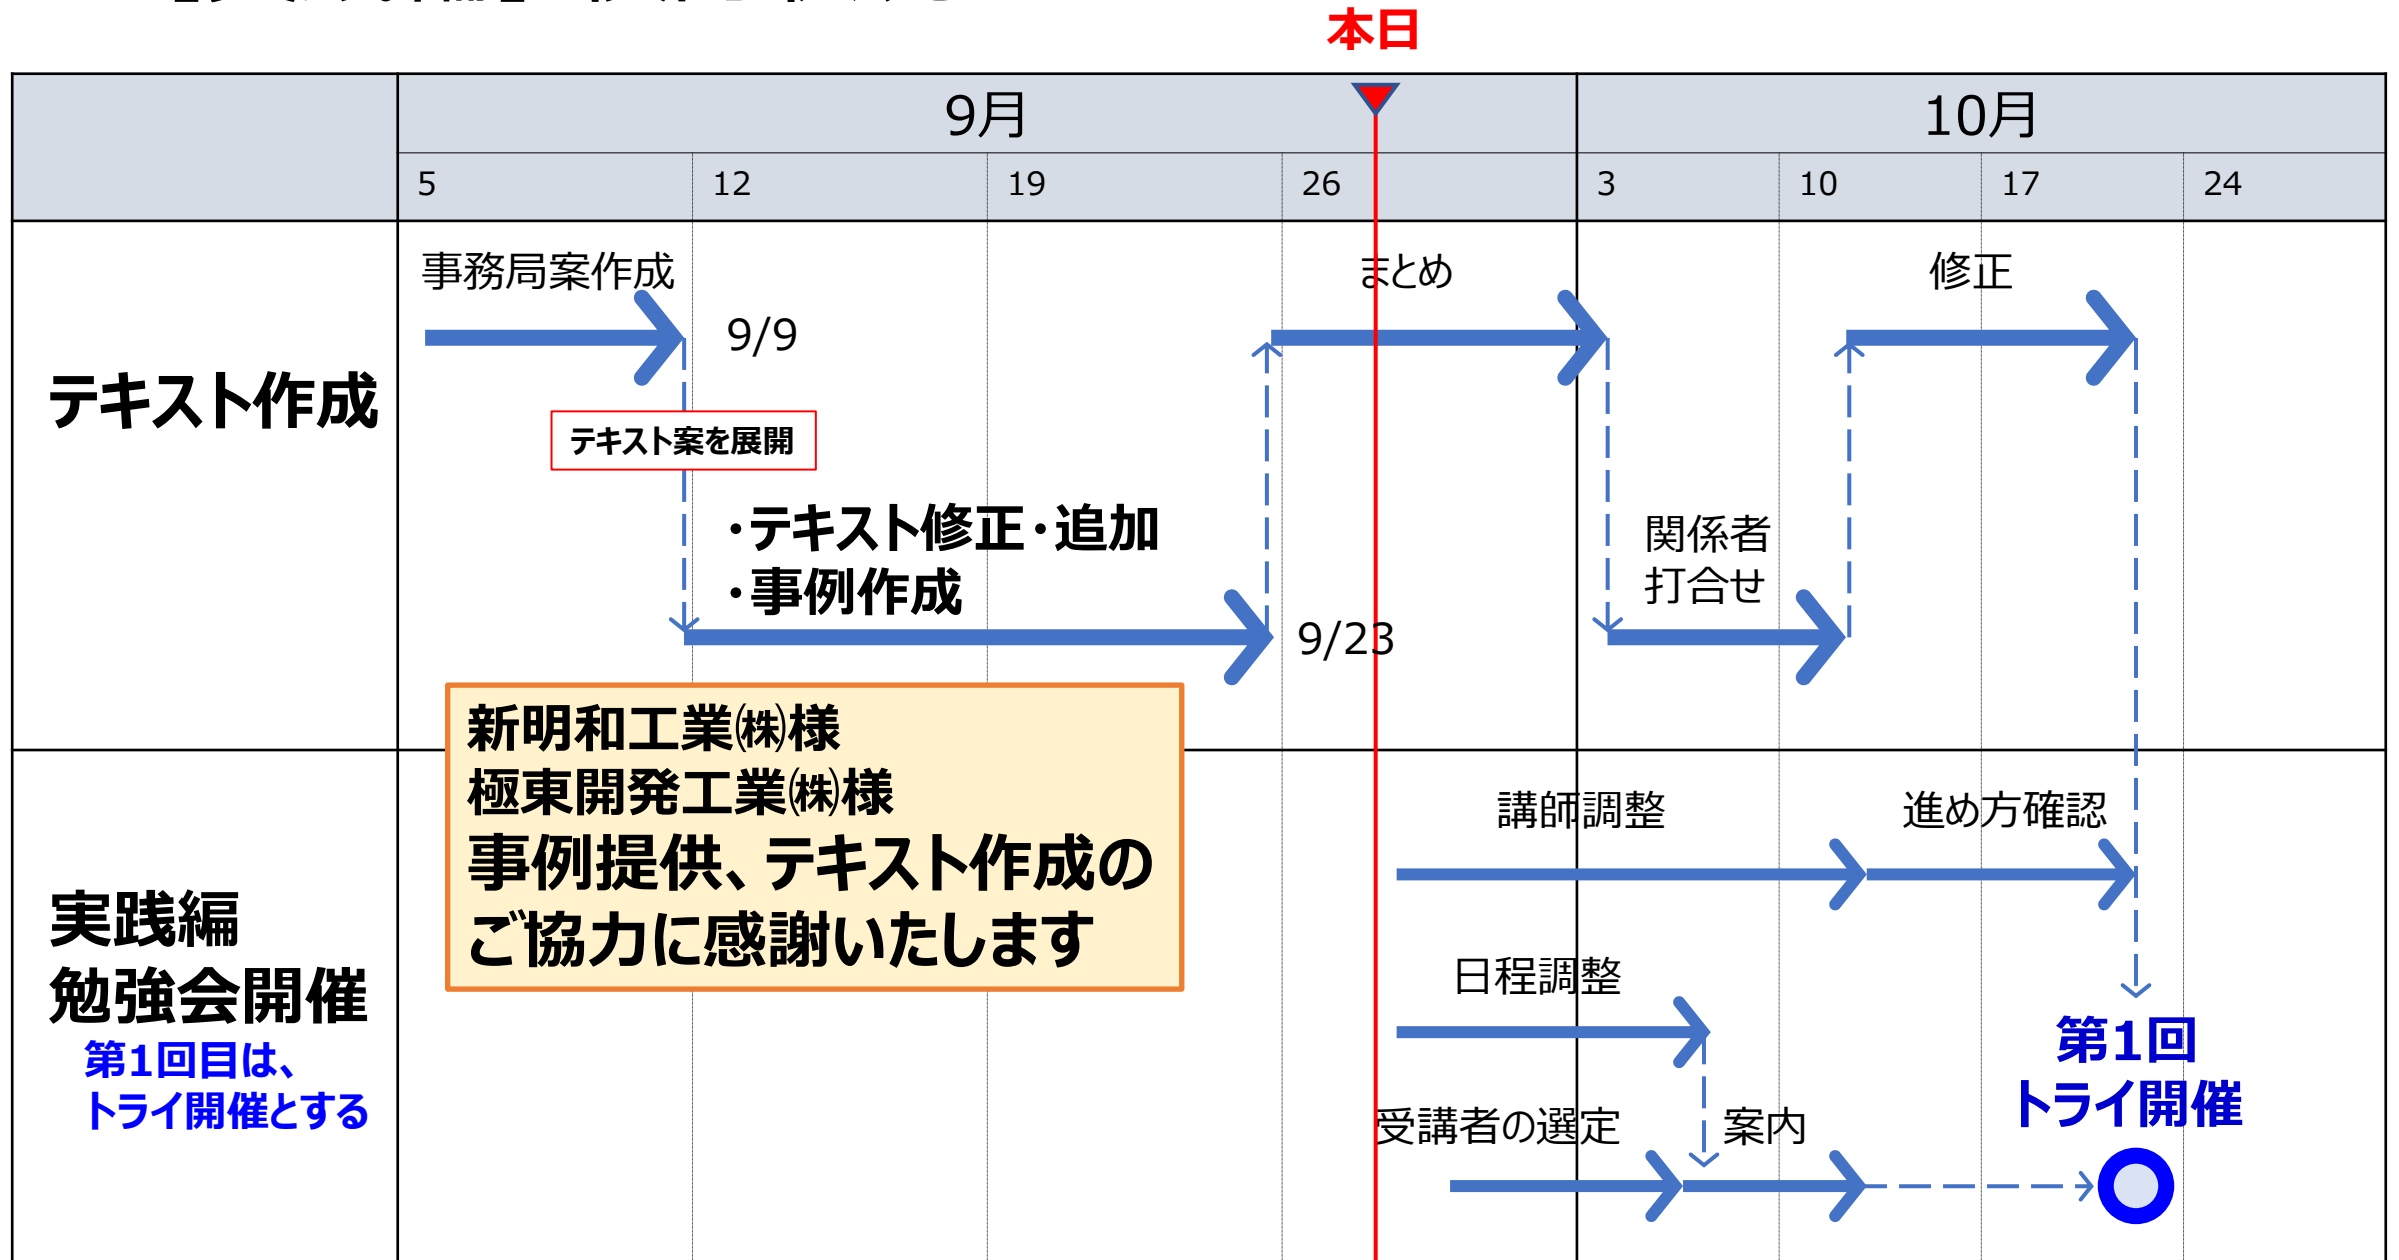 本日
9月
10月
5
12
19
26
3
10
17
24
テキスト作成
事務局案作成
9/9
まとめ
修正
テキスト案を展開
・テキスト修正・追加
・事例作成
9/23
関係者
打合せ
新明和工業㈱様
極東開発工業㈱様
事例提供、テキスト作成の
ご協力に感謝いたします
実践編
勉強会開催
第1回目は、
トライ開催とする
講師調整
進め方確認
日程調整
受講者の選定
案内
第1回
トライ開催